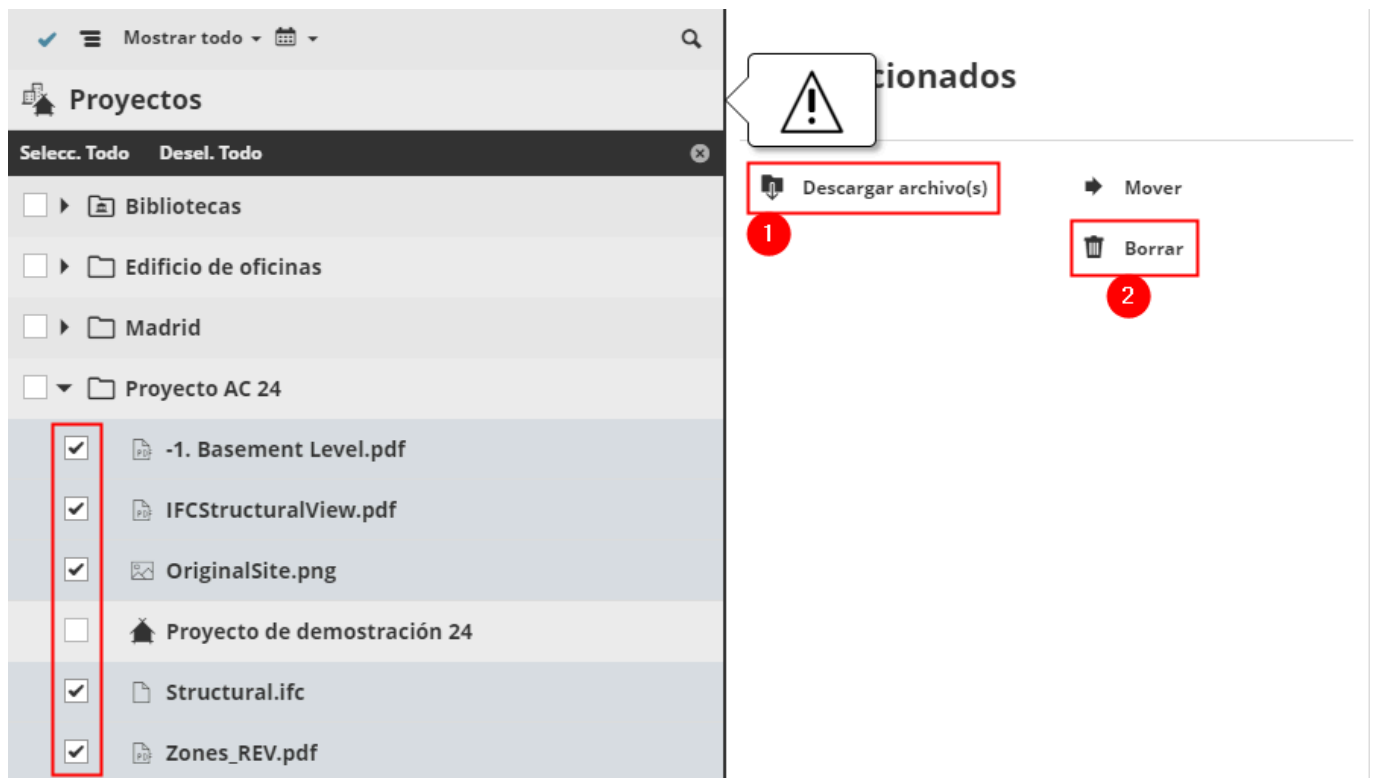 Mostrar todo
Proyectos
Selecc. Todo Desel. Todo
Bibliotecas
Edificio de oficinas
Madrid
Proyecto AC 24
-1. Basement Level.pdf
IFCStructuralView.pdf
OriginalSite.png
Proyecto de demostración 24
Structural.ifc
Zones_REV.pdf
Descargar archivo(s)
1
Mover
Borrar
2